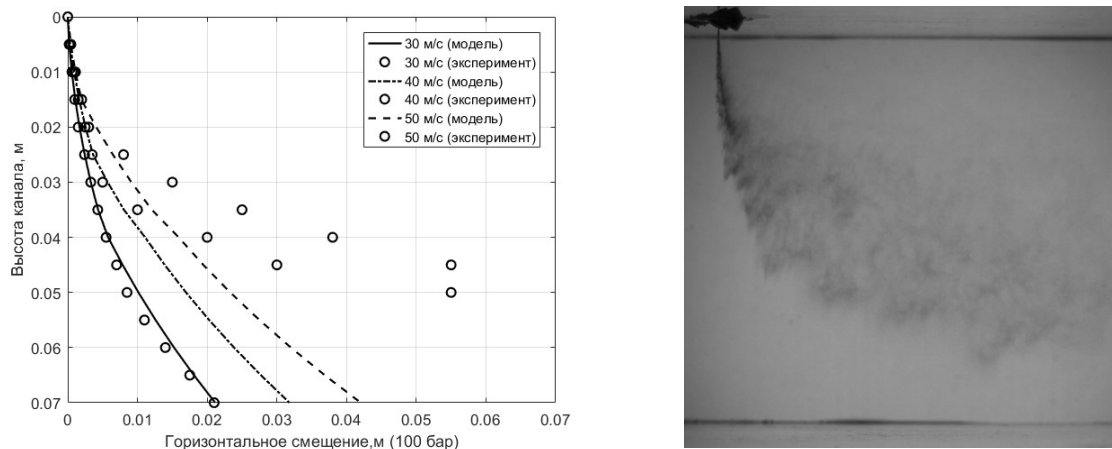 0
0.01
0.02
0.03
0.04
0.05
0.06
0.07
Высота канала, м
30 м/с (модель)
30 м/с (эксперимент)
40 м/с (модель)
40 м/с (эксперимент)
50 м/с (модель)
50 м/с (эксперимент)
0 0.01 0.02 0.03 0.04 0.05 0.06 0.07
Горизонтальное смещение,м (100 бар)